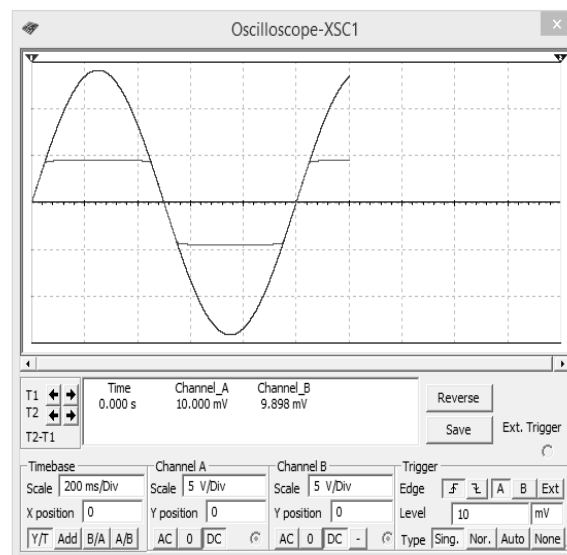 Oscilloscope-XSC1
x
1 2
T1
T2
T2-T1
Time Channel_A Channel_B
0.000 s 10.000 mV 9.898 mV
Reverse
Save
Ext. Trigger
Timebase
Scale 200 ms/Div
X position 0
Y/T Add B/A A/B
Channel A
Scale 5 V/Div
Y position 0
AC 0 DC
Channel B
Scale 5 V/Div
Y position 0
AC 0 DC -
Trigger
Edge A B Ext
Level 10 mV
Type Sing. Nor. Auto None